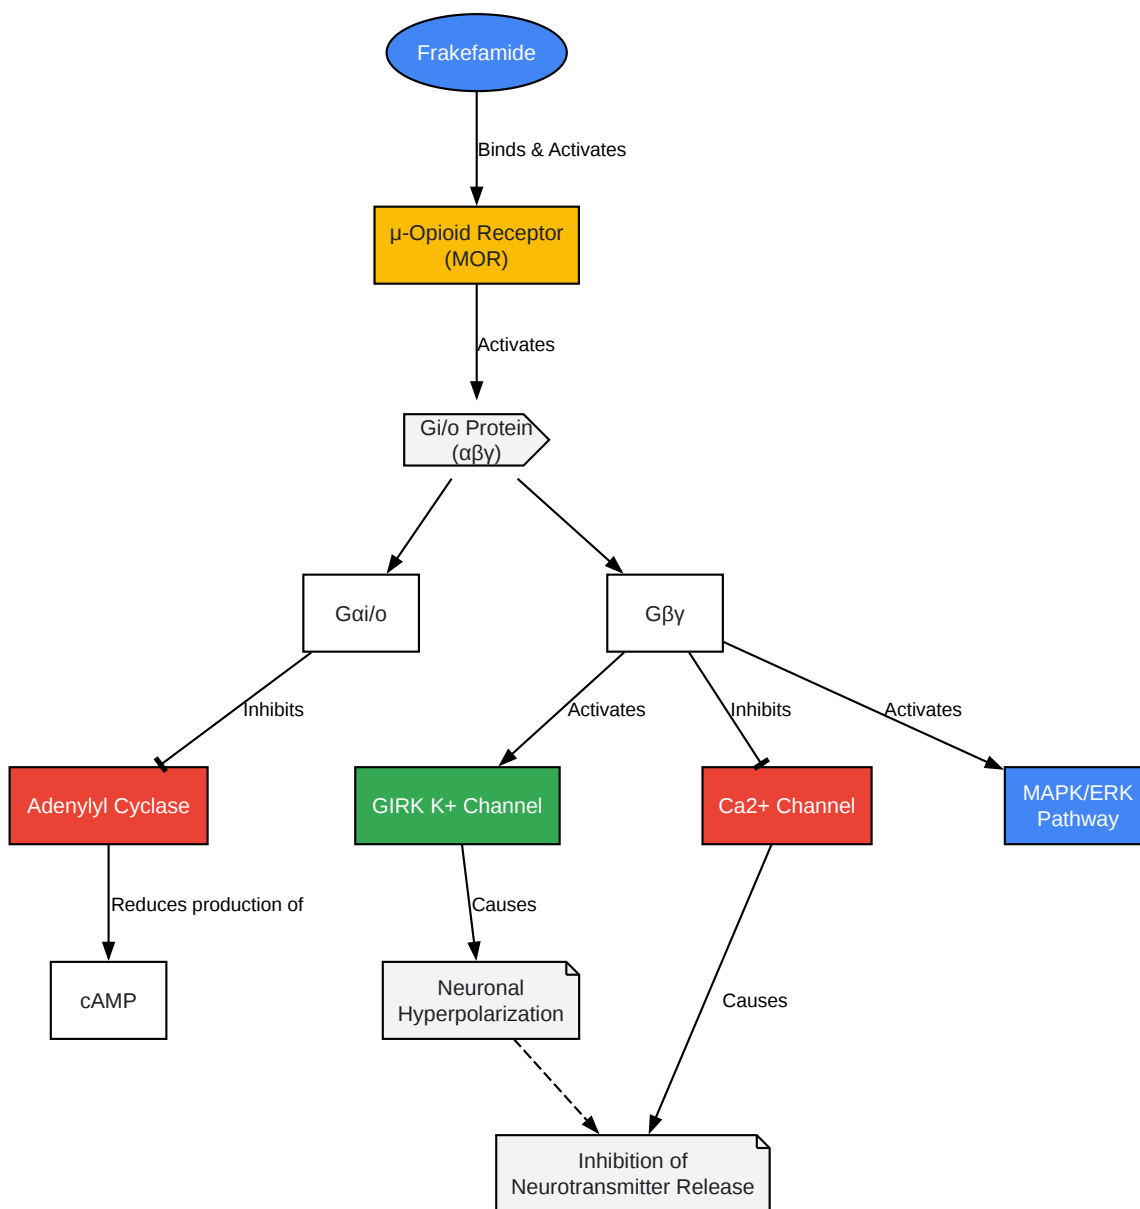 Frakefamide
Binds & Activates
μ-Opioid Receptor
(MOR)
Activates
Gi/o Protein
(αβγ)
Gαi/o
Gβγ
Inhibits
Activates
Inhibits
Activates
Adenylyl Cyclase
GIRK K+ Channel
Ca2+ Channel
MAPK/ERK
Pathway
Reduces production of
Causes
cAMP
Neuronal
Hyperpolarization
Causes
Inhibition of
Neurotransmitter Release